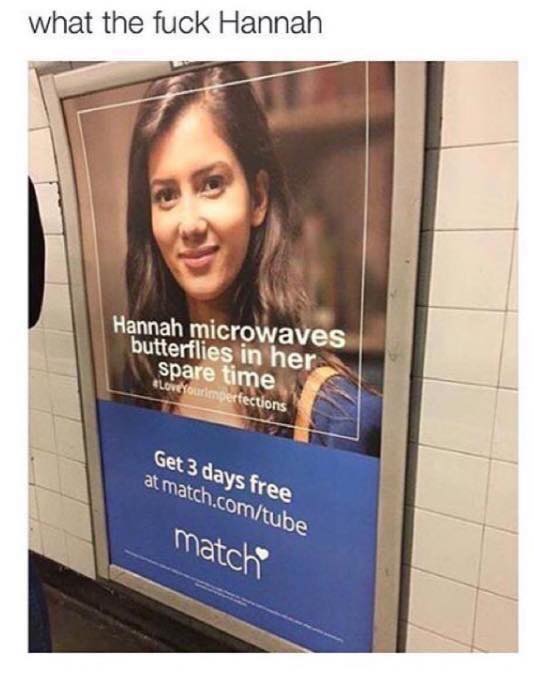 what the fuck Hannah
Hannah microwaves
butterflies in her
spare time
#LoveYourImperfections
Get 3 days free
at match.com/tube
match